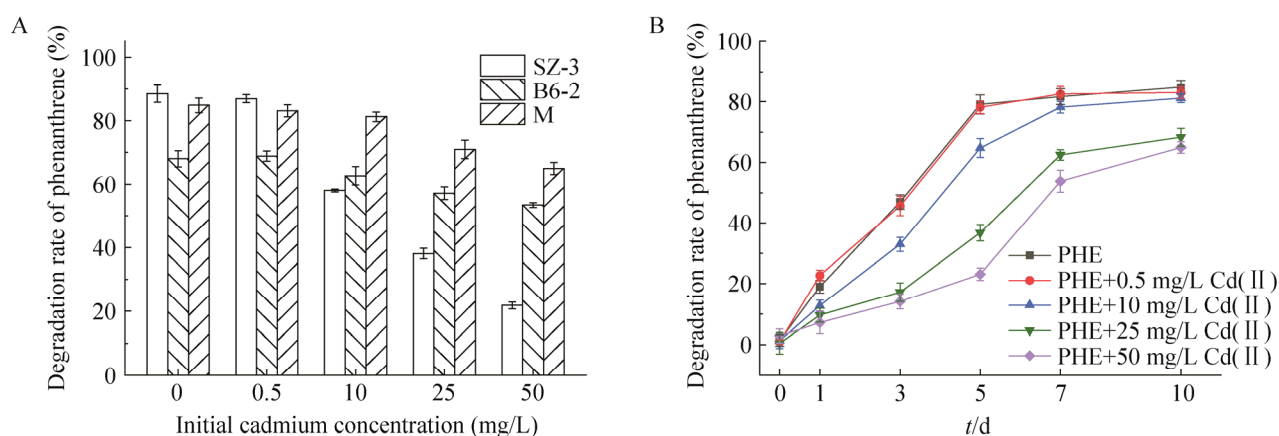 A
Degradation rate of phenanthrene (%)
100
80
60
40
20
0
SZ-3
B6-2
M
0 0.5 10 25 50
Initial cadmium concentration (mg/L)
B
Degradation rate of phenanthrene (%)
100
80
60
40
20
0
PHE
PHE+0.5 mg/L Cd(Ⅱ)
PHE+10 mg/L Cd(Ⅱ)
PHE+25 mg/L Cd(Ⅱ)
PHE+50 mg/L Cd(Ⅱ)
0 1 3 5 7 10
t/d